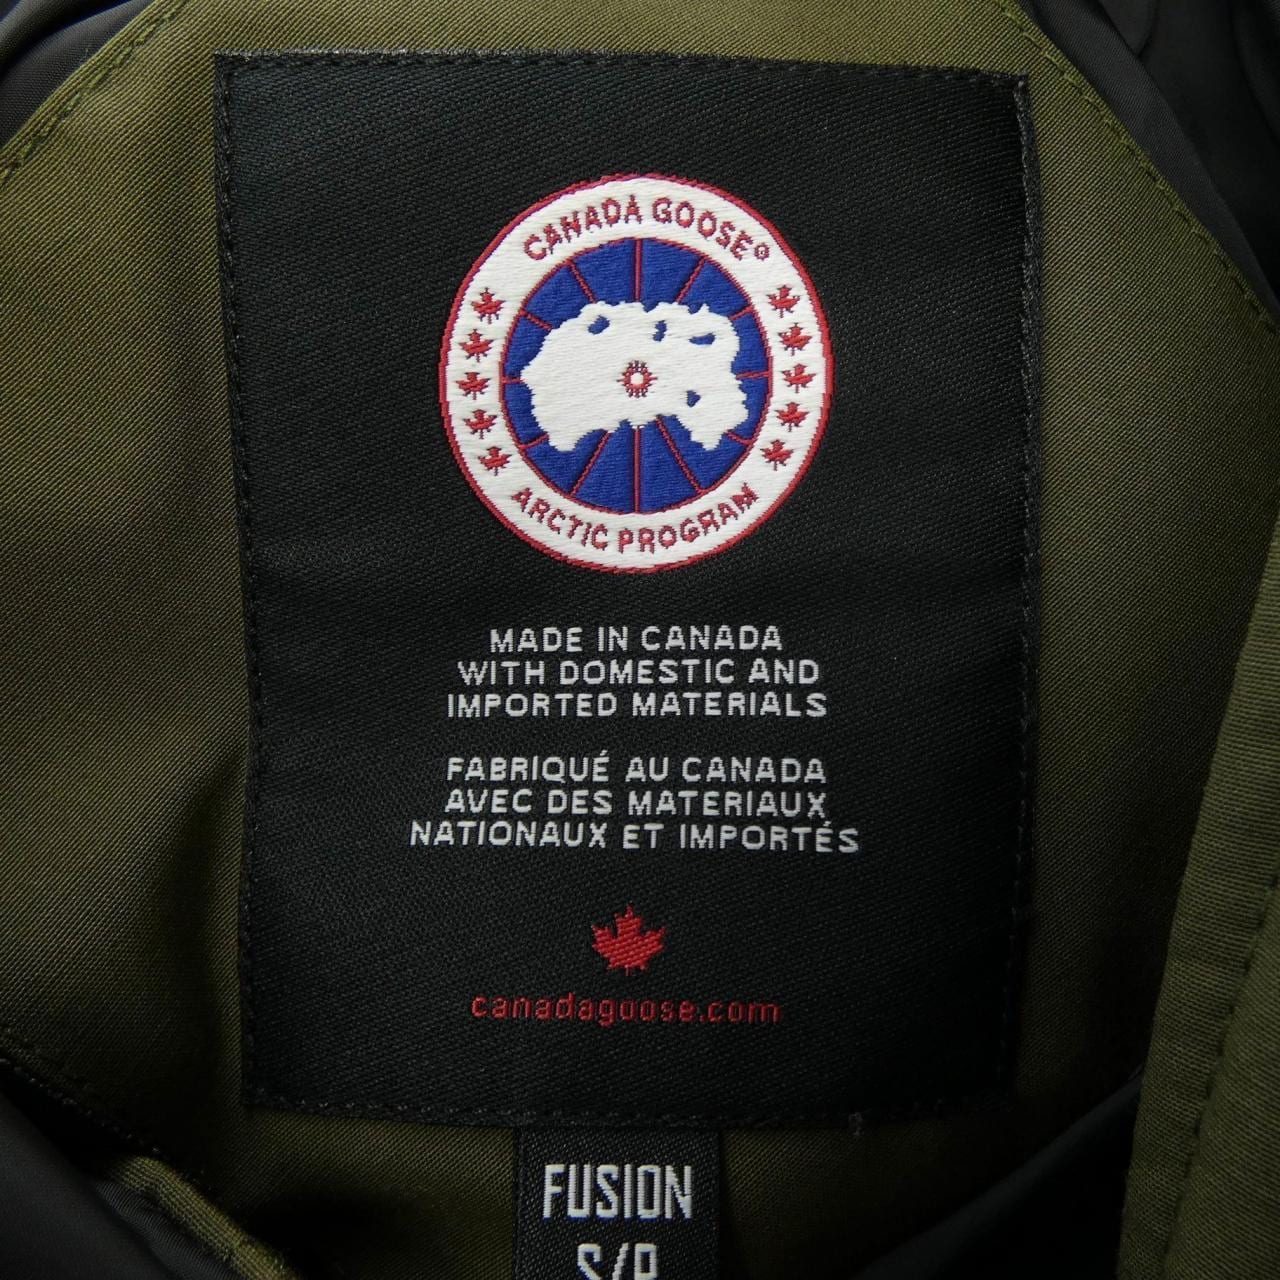 CANADA GOOSE®
ARCTIC PROGRAM
MADE IN CANADA
WITH DOMESTIC AND
IMPORTED MATERIALS
FABRIQUÉ AU CANADA
AVEC DES MATERIAUX
NATIONAUX ET IMPORTÉS
canadagoose.com
FUSION